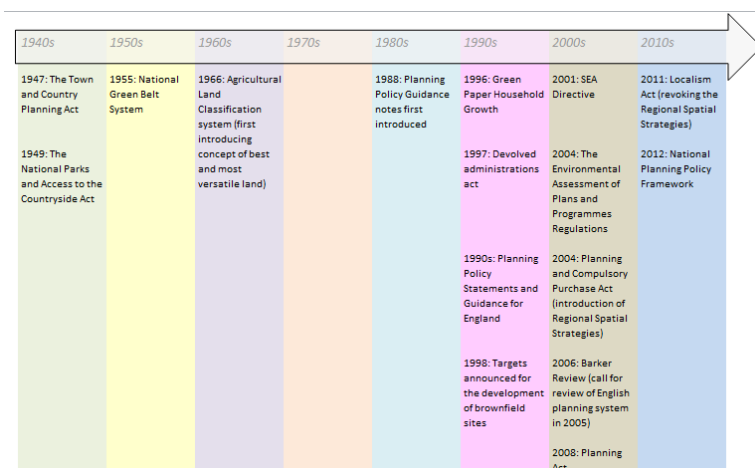 1940s 1950s 1960s 1970s 1980s 1990s 2000s 2010s
1947: The Town
and Country
Planning Act
1949: The
National Parks
and Access to the
Countryside Act
1955: National
Green Belt
System
1966: Agricultural
Land
Classification
system (first
introducing
concept of best
and most
versatile land)
1988: Planning
Policy Guidance
notes first
introduced
1996: Green
Paper Household
Growth
1997: Devolved
administrations
act
1990s: Planning
Policy
Statements and
Guidance for
England
1998: Targets
announced for
the development
of brownfield
sites
2001: SEA
Directive
2004: The
Environmental
Assessment of
Plans and
Programmes
Regulations
2004: Planning
and Compulsory
Purchase Act
(introduction of
Regional Spatial
Strategies)
2006: Barker
Review (call for
review of English
planning system
in 2005)
2008: Planning
Act
2011: Localism
Act (revoking the
Regional Spatial
Strategies)
2012: National
Planning Policy
Framework